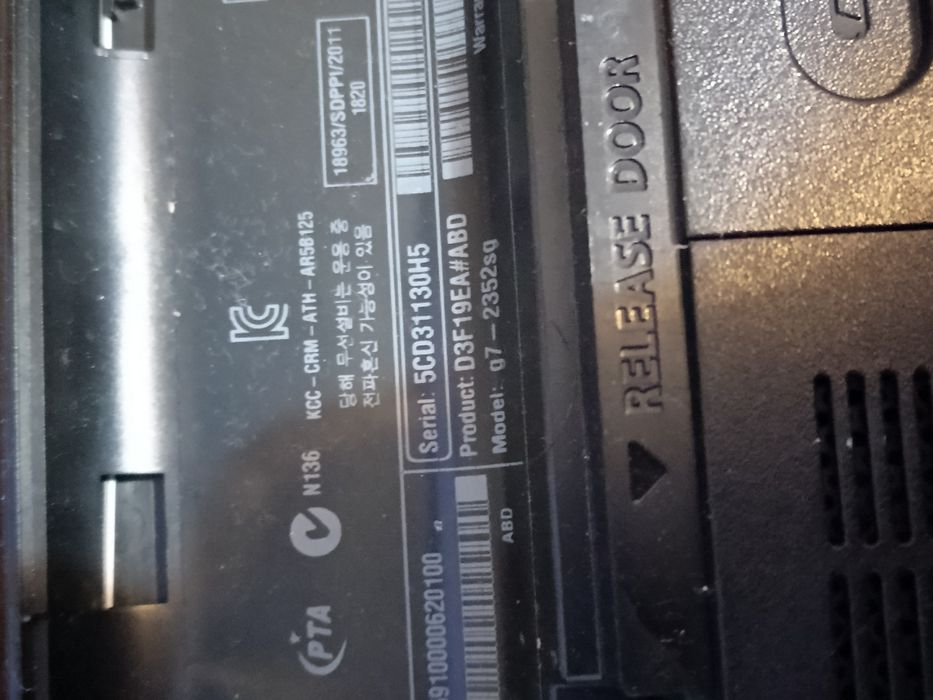 18963/SDPPI/2011
1820
KCC-CRM-ATH-AR5B125
당해 무선설비는 운용 중
전파혼신 가능성이 있음
N136
PTA
Serial: 5CD31130H5
Product: D3F19EA#ABD
Model: g7-2352sg
Warra
910000620100
ABD
RELEASE DOOR